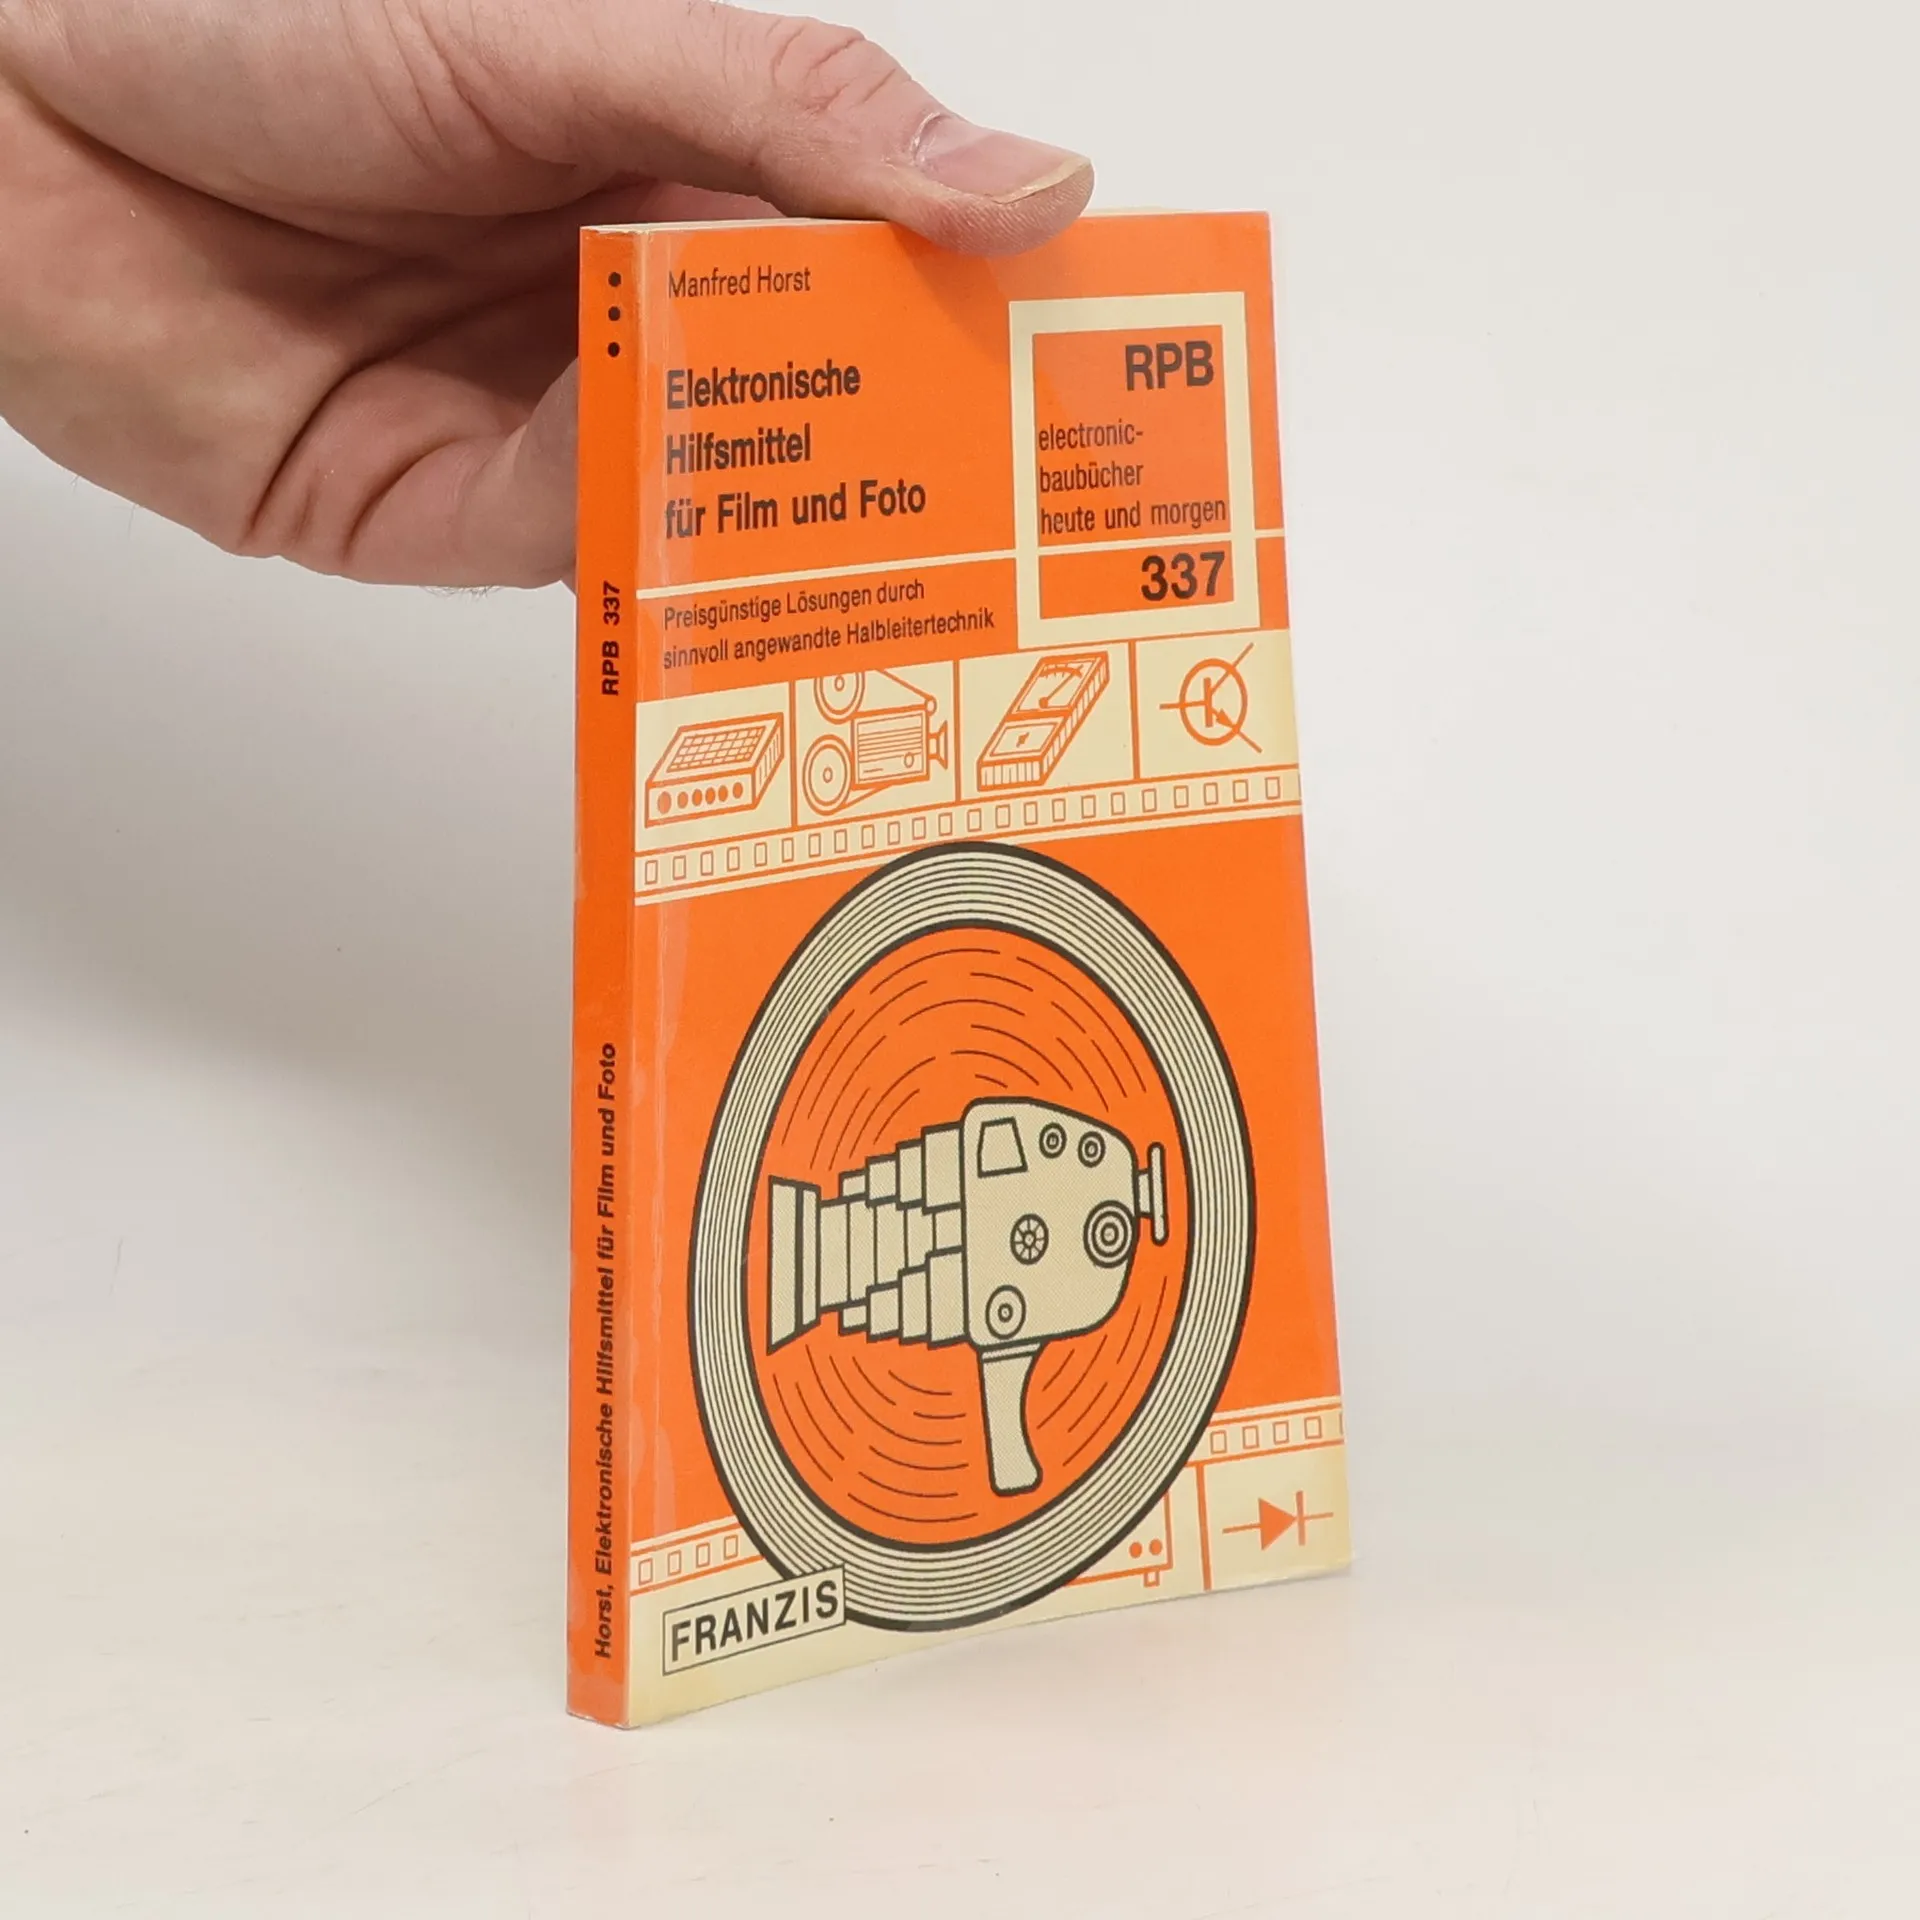 Manfred Horst
Elektronische
Hilfsmittel
für Film und Foto
RPB
electronic-
baubücher
heute und morgen
337
Preisgünstige Lösungen durch
sinnvoll angewandte Halbleitertechnik
FRANZIS
RPB 337
Horst, Elektronische Hilfsmittel für Film und Foto